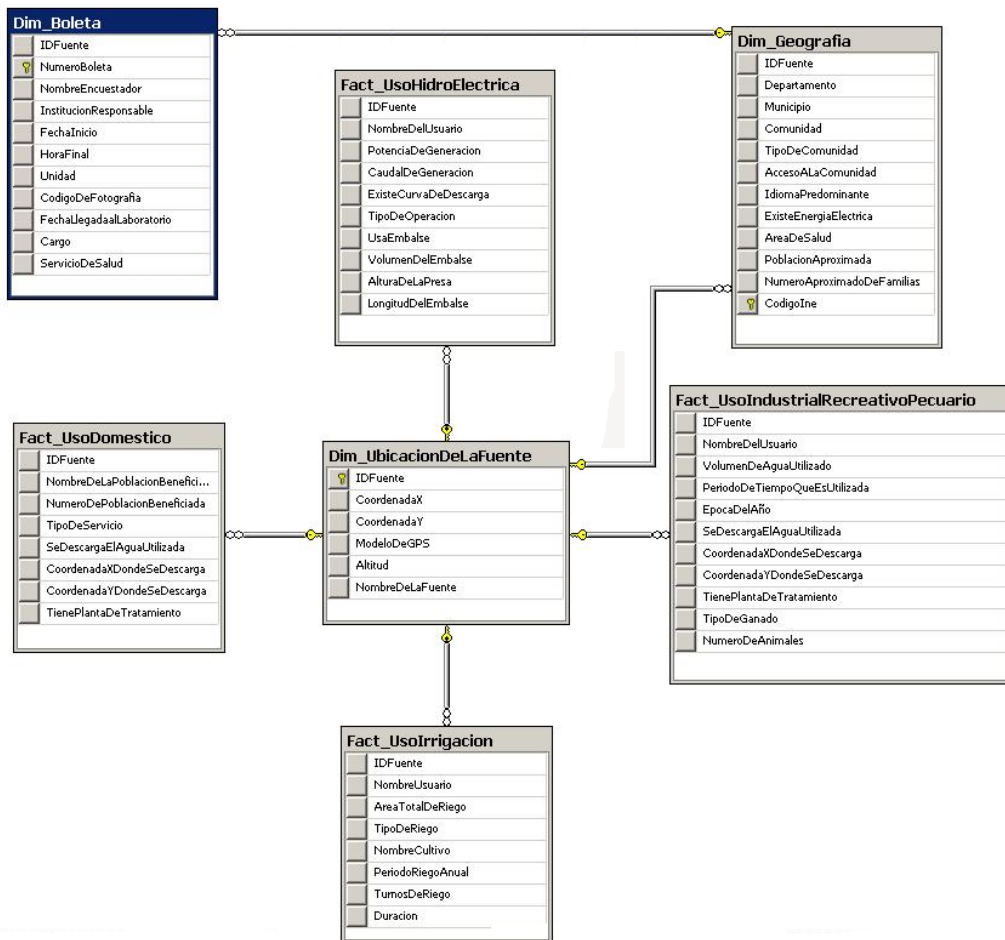 Dim_Boleta
IDFuente
NumeroBoleta
NombreEncuestador
InstitucionResponsable
FechaInicio
HoraFinal
Unidad
CodigoDeFotografia
FechaLlegadaalLaboratorio
Cargo
ServicioDeSalud
Fact_UsoHidroElectrica
IDFuente
NombreDelUsuario
PotenciaDeGeneracion
CaudalDeGeneracion
ExisteCurvaDeDescarga
TipoDeOperacion
UsaEmbalse
VolumenDelEmbalse
AlturaDeLaPresa
LongitudDelEmbalse
Dim_Geografia
IDFuente
Departamento
Municipio
Comunidad
TipoDeComunidad
AccesoALaComunidad
IdiomaPredominante
ExisteEnergiaElectrica
AreaDeSalud
PoblacionAproximada
NumeroAproximadoDeFamilias
CodigoIne
Fact_UsoDomestico
IDFuente
NombreDeLaPoblacionBenefici...
NumeroDePoblacionBeneficiada
TipoDeServicio
SeDescargaElAguaUtilizada
CoordenadaXDondeSeDescarga
CoordenadaYDondeSeDescarga
TienePlantaDeTratamiento
Dim_UbicacionDeLaFuente
IDFuente
CoordenadaX
CoordenadaY
ModeloDeGPS
Altitud
NombreDeLaFuente
Fact_UsoIndustrialRecreativoPecuario
IDFuente
NombreDelUsuario
VolumenDeAguaUtilizado
PeriodoDeTiempoQueEsUtilizada
EpocaDelAño
SeDescargaElAguaUtilizada
CoordenadaXDondeSeDescarga
CoordenadaYDondeSeDescarga
TienePlantaDeTratamiento
TipoDeGanado
NumeroDeAnimales
Fact_UsoIrrigacion
IDFuente
NombreUsuario
AreaTotalDeRiego
TipoDeRiego
NombreCultivo
PeriodoRiegoAnual
TurnosDeRiego
Duracion